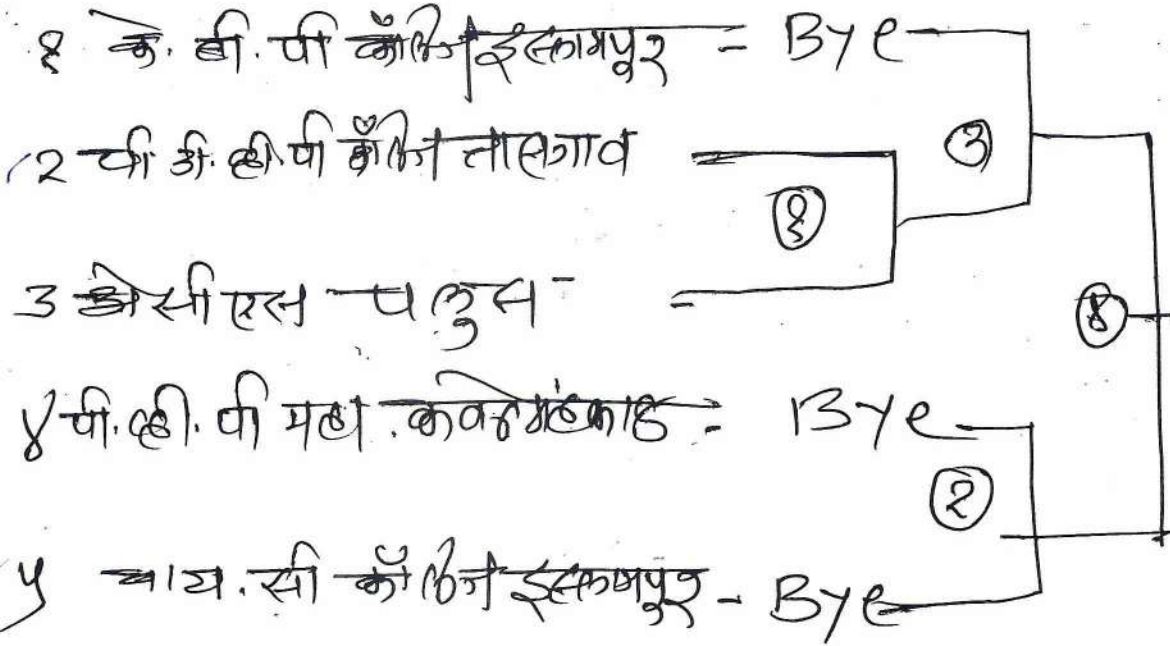 १ के. बी. पी कॉलेज इस्लामपूर = Bye
३
२ पी. डी. व्ही. पी कॉलेज तासगाव
१
३ ओसीएस पलुस
४
४ पी. व्ही. पी महा. कवठेमहंकाळ = Bye
२
५ वाय. सी कॉलेज इस्लामपूर - Bye